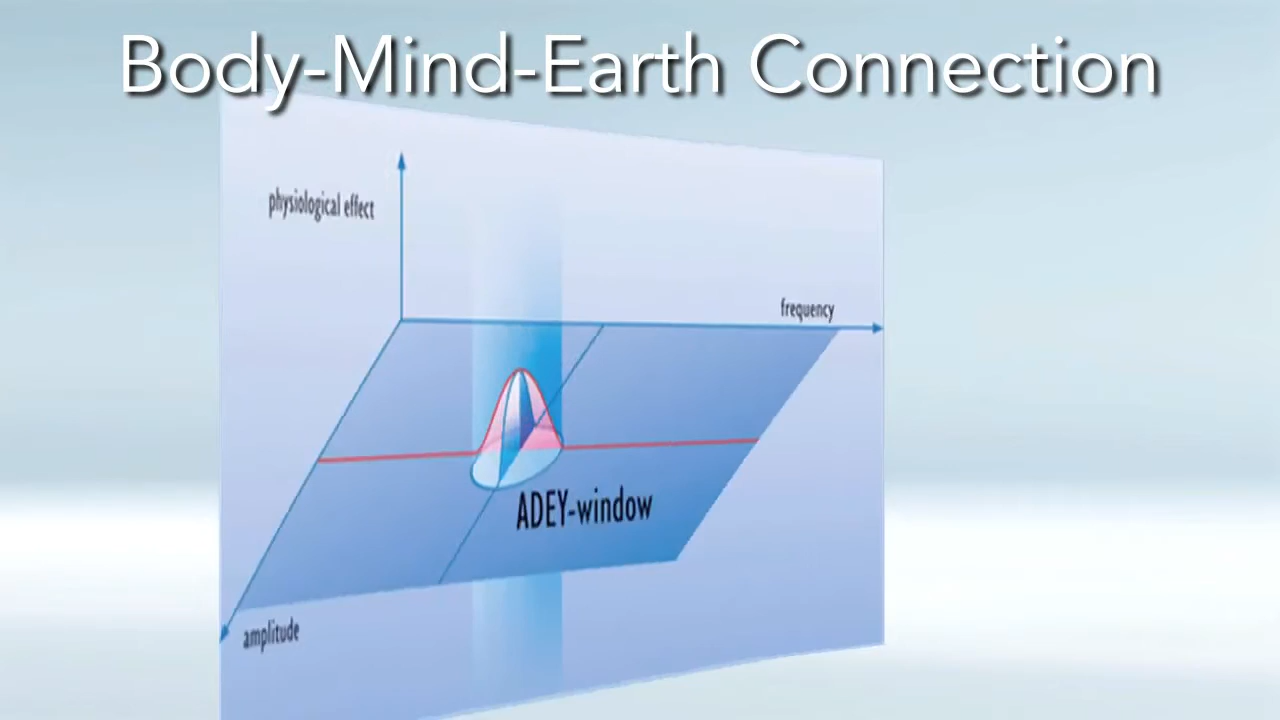 Body-Mind-Earth Connection
physiological effect
frequency
ADEY-window
amplitude